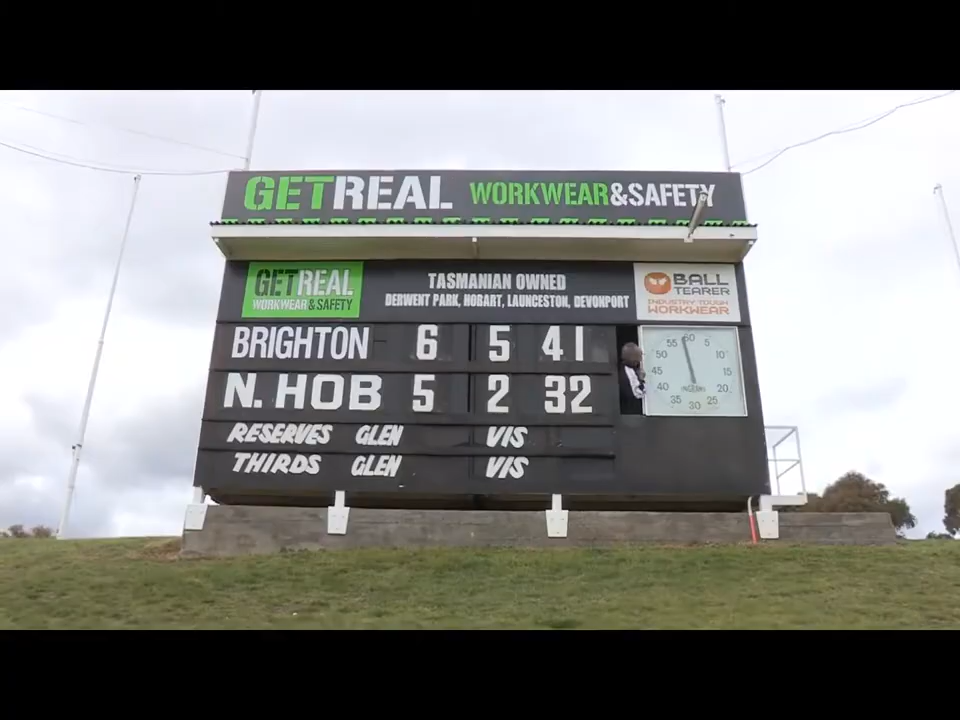 GETREAL WORKWEAR&SAFETY
GETREAL
WORKWEAR&SAFETY
TASMANIAN OWNED
DERWENT PARK, HOBART, LAUNCESTON, DEVONPORT
BALL
TEARER
INDUSTRY TOUGH
WORKWEAR
BRIGHTON 6 5 41
N. HOB 5 2 32
RESERVES GLEN VIS
THIRDS GLEN VIS
60 5 10 15 20 25 30 35 40 45 50 55